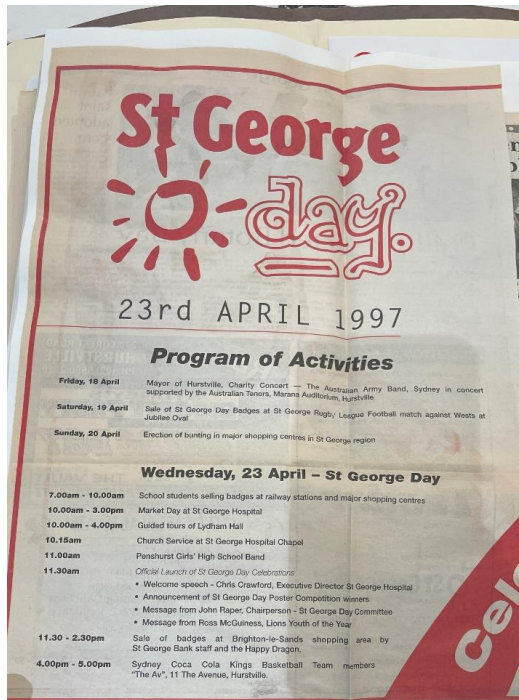 St George
day.
23rd APRIL 1997
Program of Activities
Friday, 18 April Mayor of Hurstville, Charity Concert — The Australian Army Band, Sydney in concert
supported by the Australian Tenors, Marana Auditorium, Hurstville
Saturday, 19 April Sale of St George Day Badges at St George Rugby League Football match against Wests at
Jubilee Oval
Sunday, 20 April Erection of bunting in major shopping centres in St George region
Wednesday, 23 April – St George Day
7.00am - 10.00am School students selling badges at railway stations and major shopping centres
10.00am - 3.00pm Market Day at St George Hospital
10.00am - 4.00pm Guided tours of Lydham Hall
10.15am Church Service at St George Hospital Chapel
11.00am Penshurst Girls' High School Band
11.30am Official Launch of St George Day Celebrations
• Welcome speech - Chris Crawford, Executive Director St George Hospital
• Announcement of St George Day Poster Competition winners
• Message from John Raper, Chairperson - St George Day Committee
• Message from Ross McGuiness, Lions Youth of the Year
11.30 - 2.30pm Sale of badges at Brighton-le-Sands shopping area by
St George Bank staff and the Happy Dragon.
4.00pm - 5.00pm Sydney Coca Cola Kings Basketball Team members
"The Av", 11 The Avenue, Hurstville.
Cele